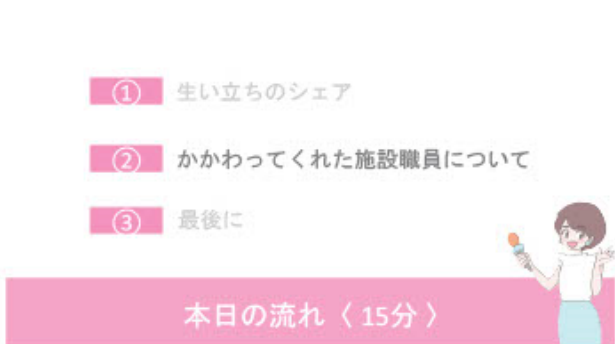 ① 生い立ちのシェア
② かかわってくれた施設職員について
③ 最後に
本日の流れ〈 15分 〉